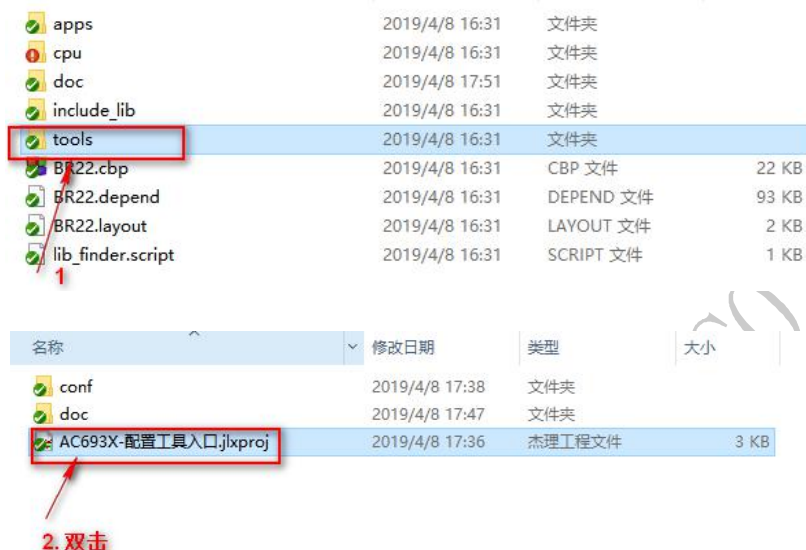 apps 2019/4/8 16:31 文件夹
cpu 2019/4/8 16:31 文件夹
doc 2019/4/8 17:51 文件夹
include_lib 2019/4/8 16:31 文件夹
tools 2019/4/8 16:31 文件夹
BR22.cbp 2019/4/8 16:31 CBP 文件 22 KB
BR22.depend 2019/4/8 16:31 DEPEND 文件 93 KB
BR22.layout 2019/4/8 16:31 LAYOUT 文件 2 KB
lib_finder.script 2019/4/8 16:31 SCRIPT 文件 1 KB
1
名称 修改日期 类型 大小
conf 2019/4/8 17:38 文件夹
doc 2019/4/8 17:47 文件夹
AC693X-配置工具入口.jlxproj 2019/4/8 17:36 杰理工程文件 3 KB
2. 双击